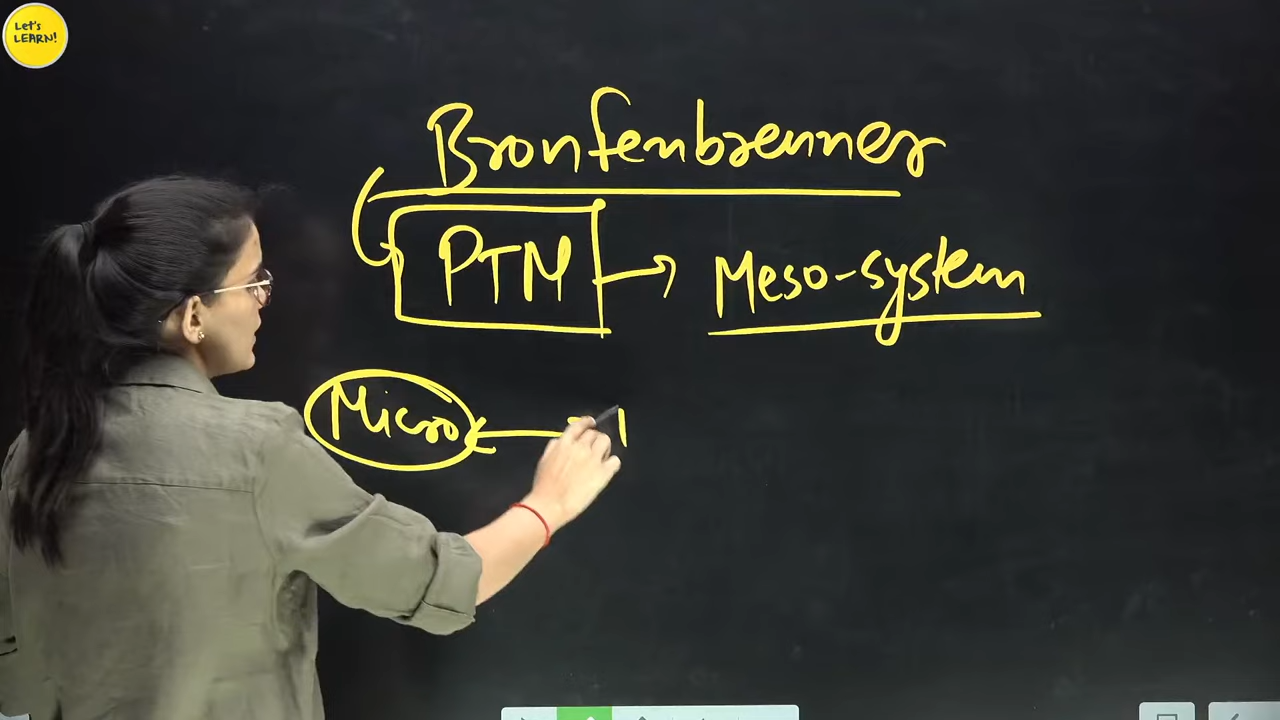 Let's
LEARN!
Bronfenbrenner
PTM → Meso-system
Micro